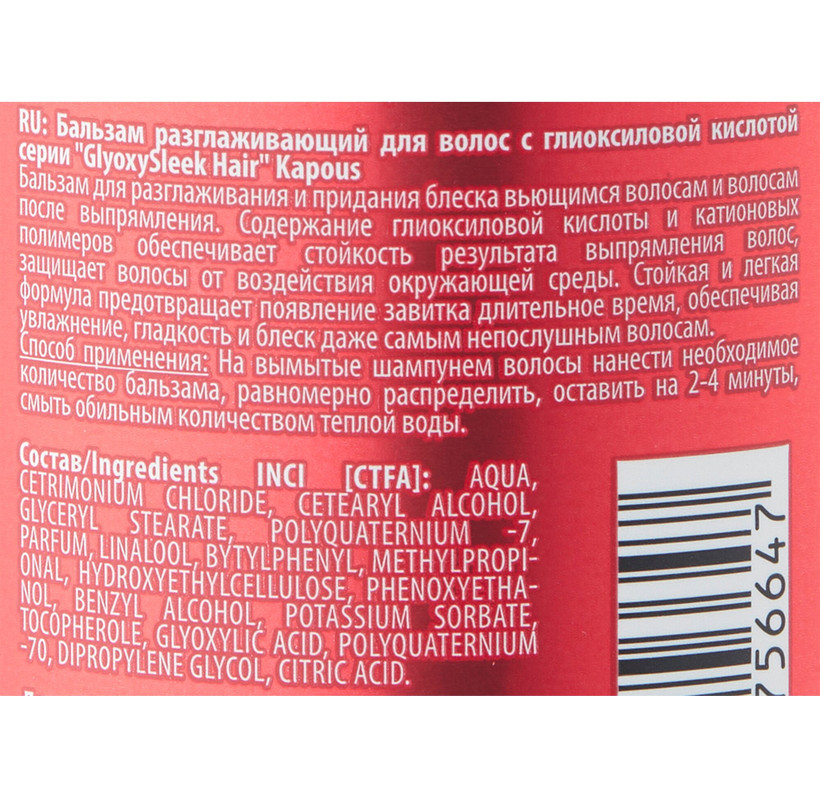 RU: Бальзам разглаживающий для волос с глиоксиловой кислотой
серии "GlyoxySleek Hair" Kapous
Бальзам для разглаживания и придания блеска вьющимся волосам и волосам
после выпрямления. Содержание глиоксиловой кислоты и катионовых
полимеров обеспечивает стойкость результата выпрямления волос,
защищает волосы от воздействия окружающей среды. Стойкая и легкая
формула предотвращает появление завитка длительное время, обеспечивая
увлажнение, гладкость и блеск даже самым непослушным волосам.
Способ применения: На вымытые шампунем волосы нанести необходимое
количество бальзама, равномерно распределить, оставить на 2-4 минуты,
смыть обильным количеством теплой воды.
Состав/Ingredients INCI [CTFA]: AQUA,
CETRIMONIUM CHLORIDE, CETEARYL ALCOHOL,
GLYCERYL STEARATE, POLYQUATERNIUM -7,
PARFUM, LINALOOL, BYTYLPHENYL, METHYLPROPI-
ONAL, HYDROXYETHYLCELLULOSE, PHENOXYETHA-
NOL, BENZYL ALCOHOL, POTASSIUM SORBATE,
TOCOPHEROLE, GLYOXYLIC ACID, POLYQUATERNIUM
-70, DIPROPYLENE GLYCOL, CITRIC ACID.
756647